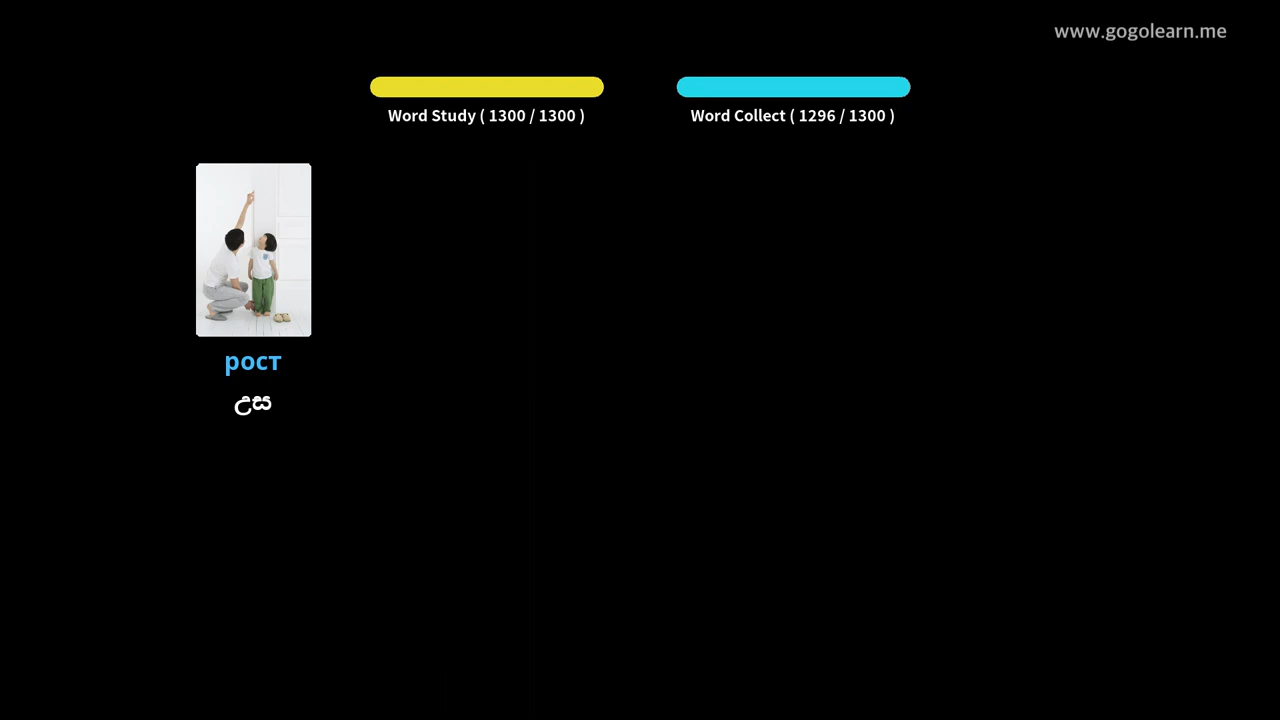 www.gogolearn.me
Word Study ( 1300 / 1300 )
Word Collect ( 1296 / 1300 )
рост
උස